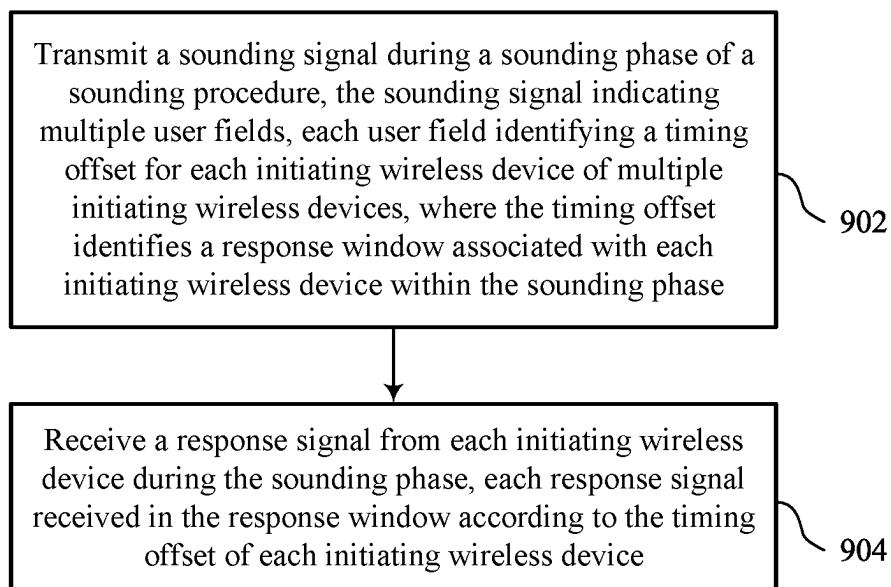 Transmit a sounding signal during a sounding phase of a
sounding procedure, the sounding signal indicating
multiple user fields, each user field identifying a timing
offset for each initiating wireless device of multiple
initiating wireless devices, where the timing offset
identifies a response window associated with each
initiating wireless device within the sounding phase
902
Receive a response signal from each initiating wireless
device during the sounding phase, each response signal
received in the response window according to the timing
offset of each initiating wireless device
904